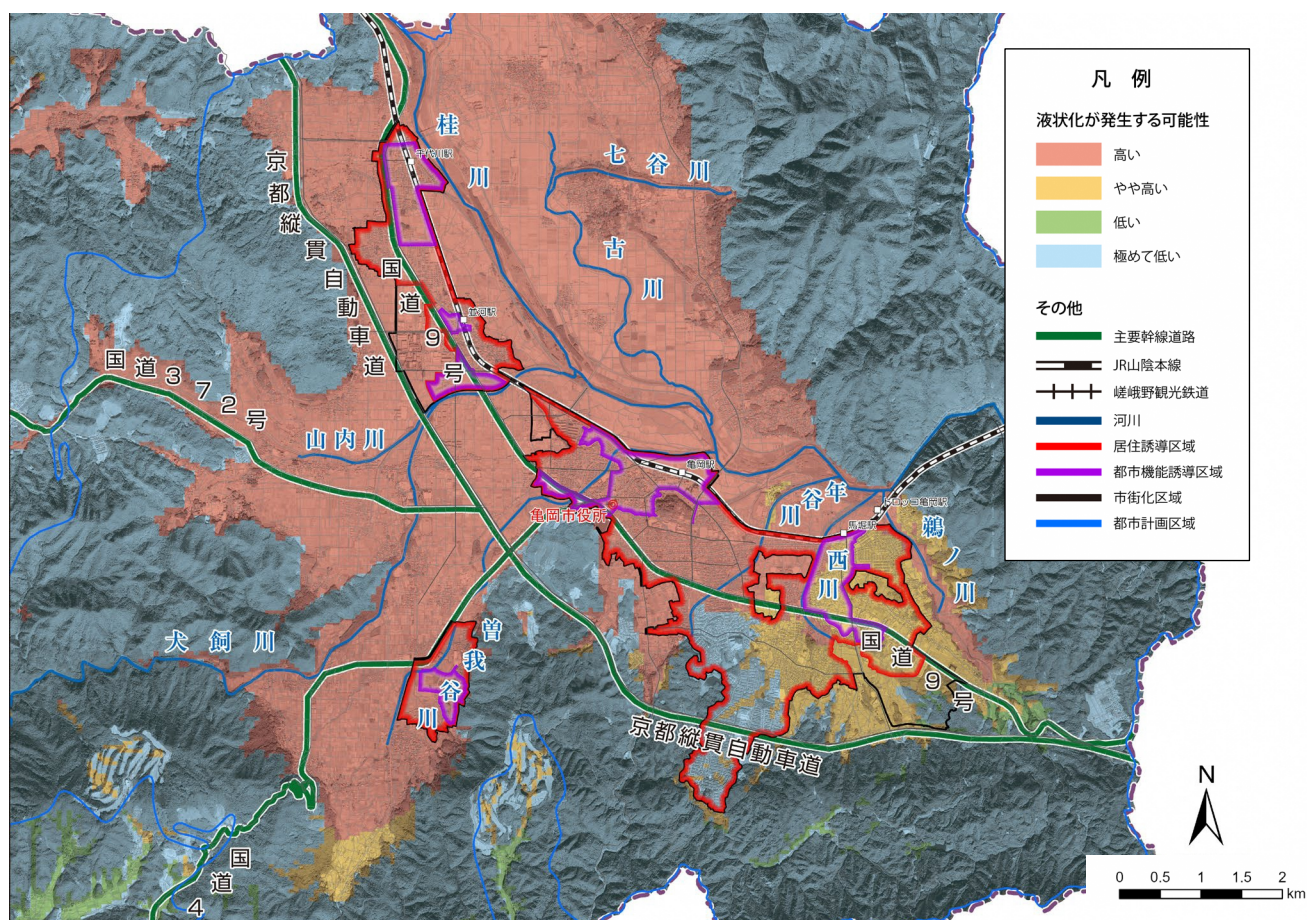 凡 例
液状化が発生する可能性
高い
やや高い
低い
極めて低い
その他
主要幹線道路
JR山陰本線
嵯峨野観光鉄道
河川
居住誘導区域
都市機能誘導区域
市街化区域
都市計画区域
桂川
七谷川
古川
京都縦貫自動車道
千代川駅
国道9号
並河駅
国道372号
山内川
亀岡駅
亀岡市役所
年谷川
トロッコ亀岡駅
馬堀駅
鵜ノ川
西川
犬飼川
曽我谷川
国道9号
京都縦貫自動車道
国道4
N
0 0.5 1 1.5 2
km